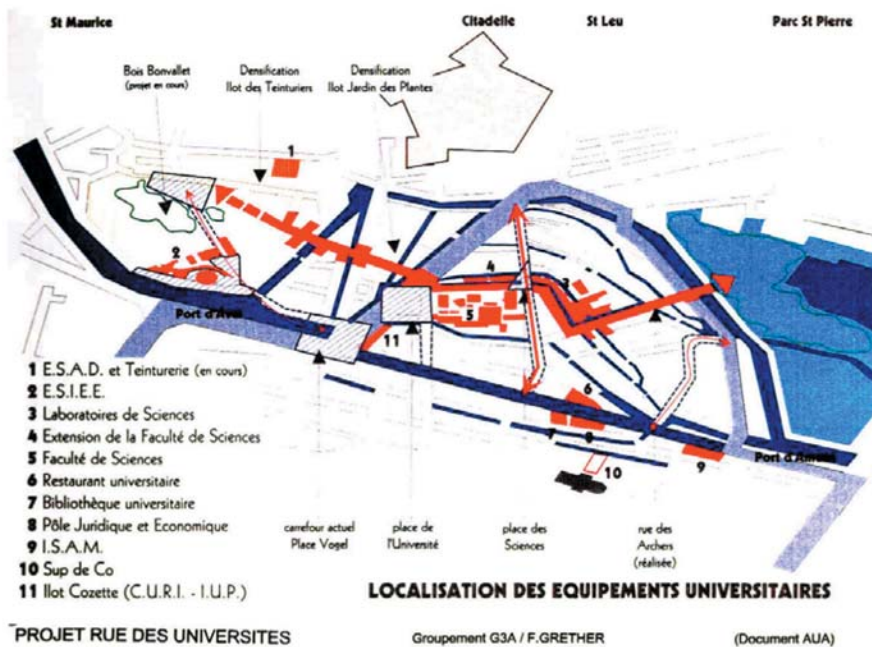 St Maurice
Citadelle
St Leu
Parc St Pierre
Bois Bonvallet
(projet en cours)
Densification
Ilot des Teinturiers
Densification
Ilot Jardin des Plantes
1
2
4
3
5
Port d'Aval
11
6
7
8
10
9
Port d'Amont
1 E.S.A.D. et Teinturerie (en cours)
2 E.S.I.E.E.
3 Laboratoires de Sciences
4 Extension de la Faculté de Sciences
5 Faculté de Sciences
6 Restaurant universitaire
7 Bibliothèque universitaire
8 Pôle Juridique et Economique
9 I.S.A.M.
10 Sup de Co
11 Ilot Cozette (C.U.R.I. - I.U.P.)
carrefour actuel
Place Vogel
place de
l'Université
place des
Sciences
rue des
Archers
(réalisée)
LOCALISATION DES EQUIPEMENTS UNIVERSITAIRES
PROJET RUE DES UNIVERSITES
Groupement G3A / F.GRETHER
(Document AUA)